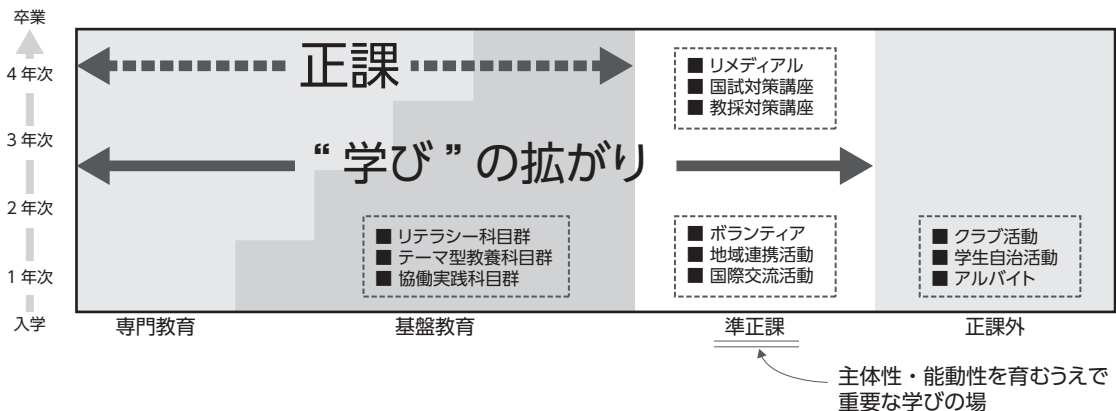 卒業
4 年次
3 年次
2 年次
1 年次
入学
正課
“ 学び ” の拡がり
■ リメディアル
■ 国試対策講座
■ 教採対策講座
■ リテラシー科目群
■ テーマ型教養科目群
■ 協働実践科目群
■ ボランティア
■ 地域連携活動
■ 国際交流活動
■ クラブ活動
■ 学生自治活動
■ アルバイト
専門教育
基盤教育
準正課
正課外
主体性・能動性を育むうえで
重要な学びの場